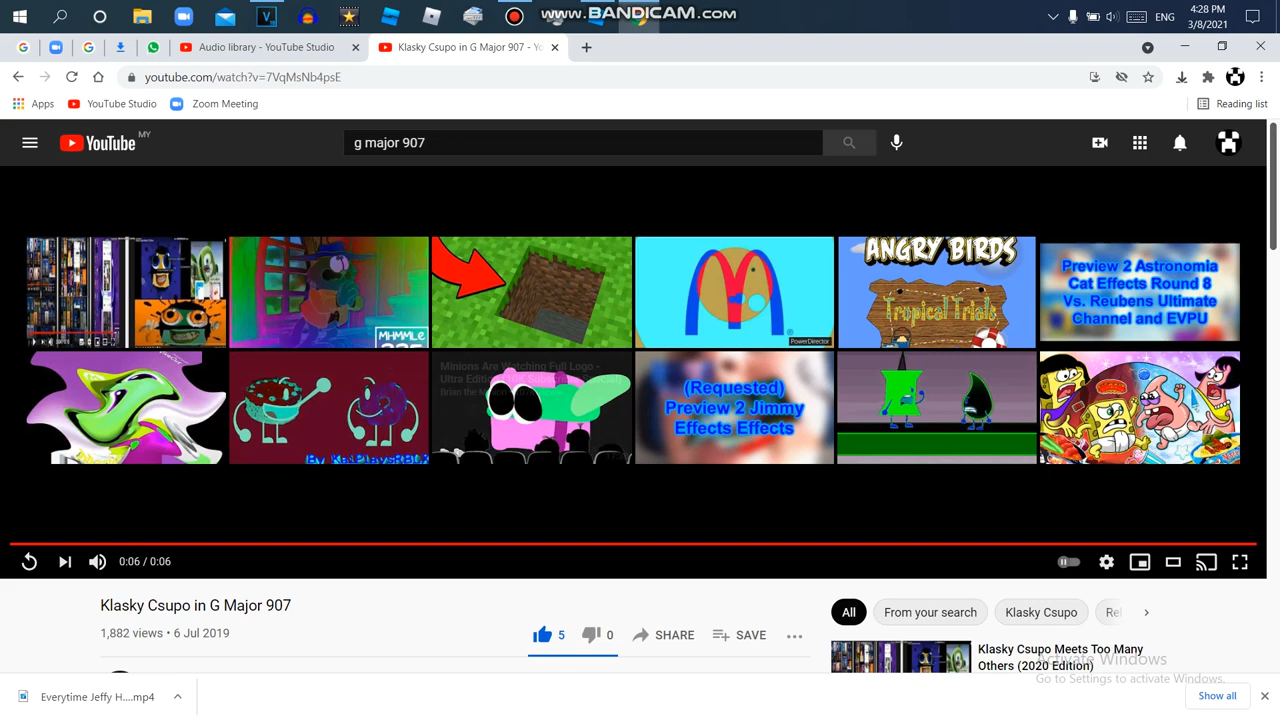 www.BANDICAM.com
ENG
4:28 PM
3/8/2021
Audio library - YouTube Studio
Klasky Csupo in G Major 907 - Yo
youtube.com/watch?v=7VqMsNb4psE
Apps
YouTube Studio
Zoom Meeting
Reading list
YouTube
MY
g major 907
MHMMLE
PowerDirector
ANGRY BIRDS
Tropical Trials
Preview 2 Astronomia
Cat Effects Round 8
Vs. Reubens Ultimate
Channel and EVPU
By KatPlaysRBLX
Minions Are Watching Full Logo -
Brian the
(Requested)
Preview 2 Jimmy
Effects Effects
0:06 / 0:06
Klasky Csupo in G Major 907
1,882 views • 6 Jul 2019
5
0
SHARE
SAVE
All
From your search
Klasky Csupo
Rel
Klasky Csupo Meets Too Many
Others (2020 Edition)
Activate Windows
Go to Settings to activate Windows.
Everytime Jeffy H....mp4
Show all